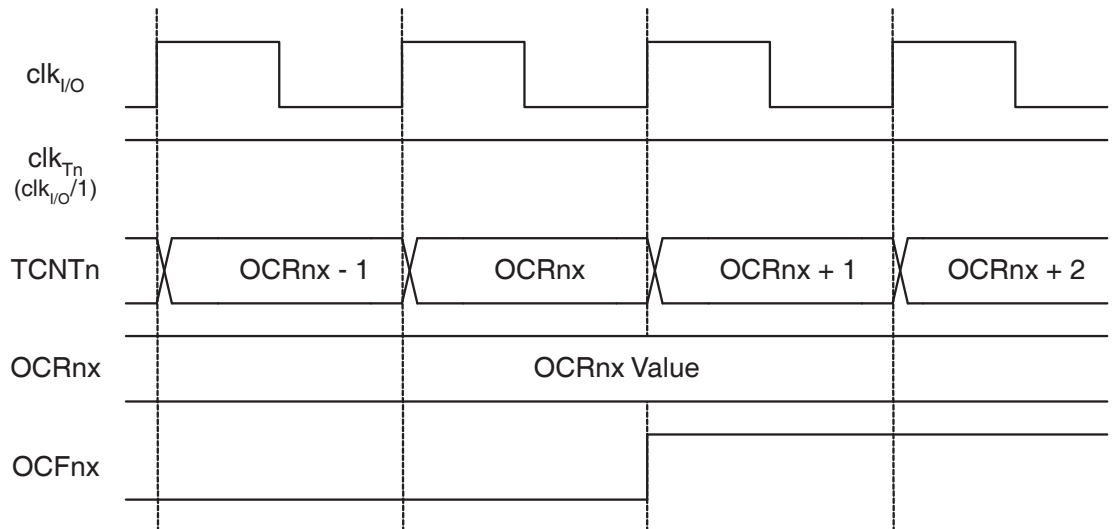 clkI/O
clkTn
(clkI/O/1)
TCNTn
OCRnx - 1
OCRnx
OCRnx + 1
OCRnx + 2
OCRnx
OCRnx Value
OCFnx